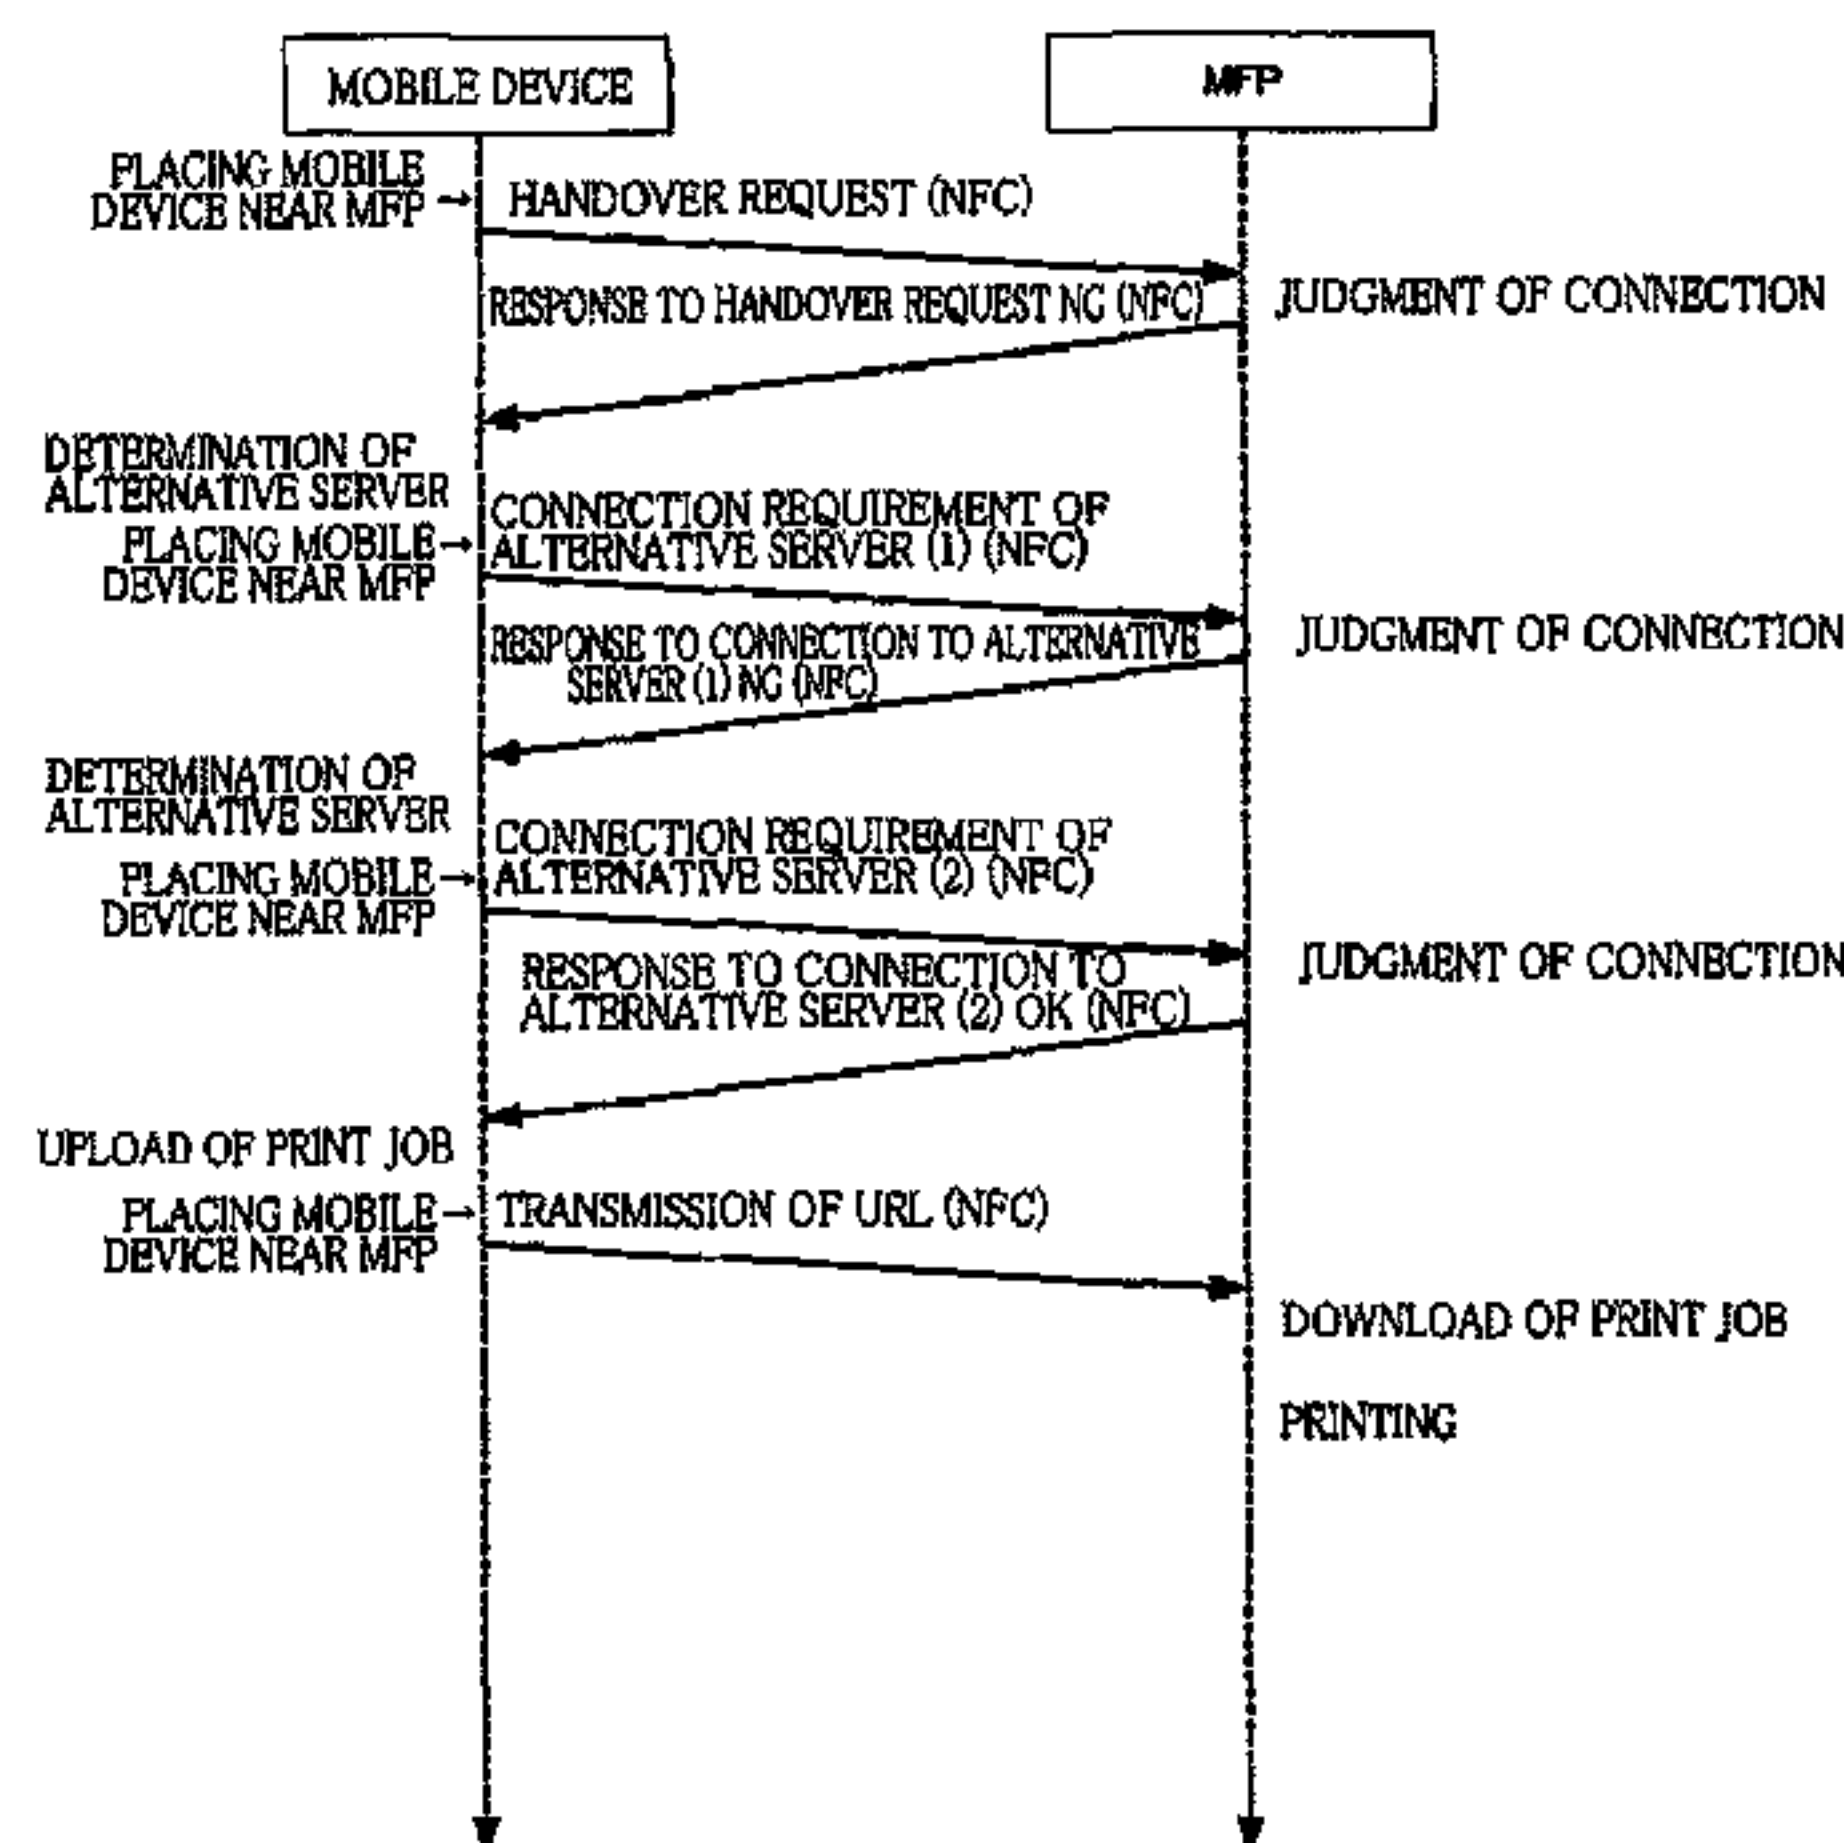 MOBILE DEVICE
MFP
PLACING MOBILE
DEVICE NEAR MFP
HANDOVER REQUEST (NFC)
JUDGMENT OF CONNECTION
RESPONSE TO HANDOVER REQUEST NG (NFC)
DETERMINATION OF
ALTERNATIVE SERVER
PLACING MOBILE
DEVICE NEAR MFP
CONNECTION REQUIREMENT OF
ALTERNATIVE SERVER (1) (NFC)
JUDGMENT OF CONNECTION
RESPONSE TO CONNECTION TO ALTERNATIVE
SERVER (1) NG (NFC)
DETERMINATION OF
ALTERNATIVE SERVER
PLACING MOBILE
DEVICE NEAR MFP
CONNECTION REQUIREMENT OF
ALTERNATIVE SERVER (2) (NFC)
JUDGMENT OF CONNECTION
RESPONSE TO CONNECTION TO
ALTERNATIVE SERVER (2) OK (NFC)
UPLOAD OF PRINT JOB
PLACING MOBILE
DEVICE NEAR MFP
TRANSMISSION OF URL (NFC)
DOWNLOAD OF PRINT JOB
PRINTING